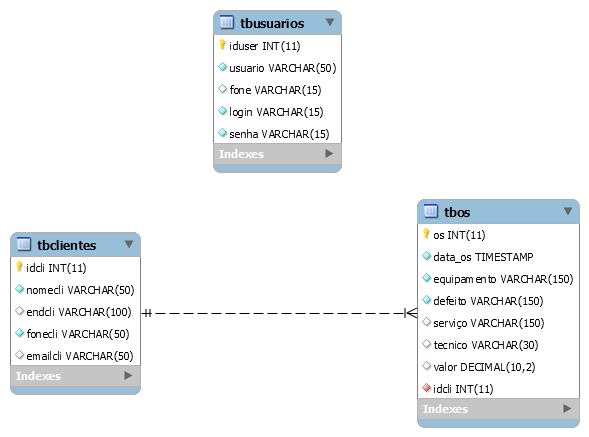 tbusuarios
iduser INT(11)
usuario VARCHAR(50)
fone VARCHAR(15)
login VARCHAR(15)
senha VARCHAR(15)
Indexes
tbclientes
idcli INT(11)
nomecli VARCHAR(50)
endcli VARCHAR(100)
fonecli VARCHAR(50)
emailcli VARCHAR(50)
Indexes
tbos
os INT(11)
data_os TIMESTAMP
equipamento VARCHAR(150)
defeito VARCHAR(150)
serviço VARCHAR(150)
tecnico VARCHAR(30)
valor DECIMAL(10,2)
idcli INT(11)
Indexes